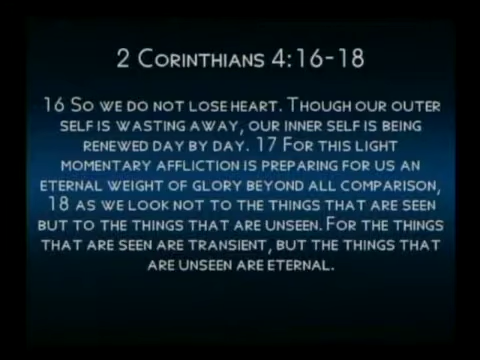 2 Corinthians 4:16-18
16 So we do not lose heart. Though our outer
self is wasting away, our inner self is being
renewed day by day. 17 For this light
momentary affliction is preparing for us an
eternal weight of glory beyond all comparison,
18 as we look not to the things that are seen
but to the things that are unseen. For the things
that are seen are transient, but the things that
are unseen are eternal.